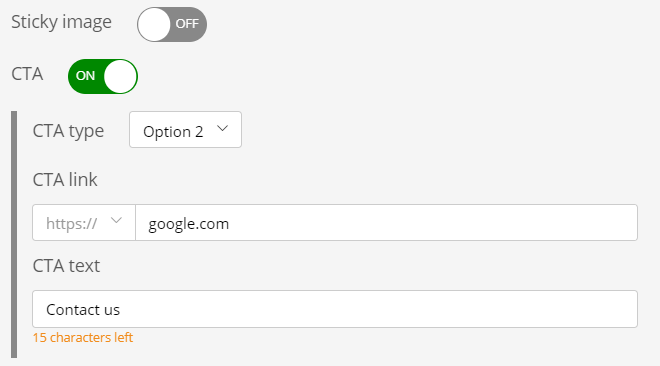 Sticky image OFF
CTA ON
CTA type Option 2
CTA link
https:// google.com
CTA text
Contact us
15 characters left